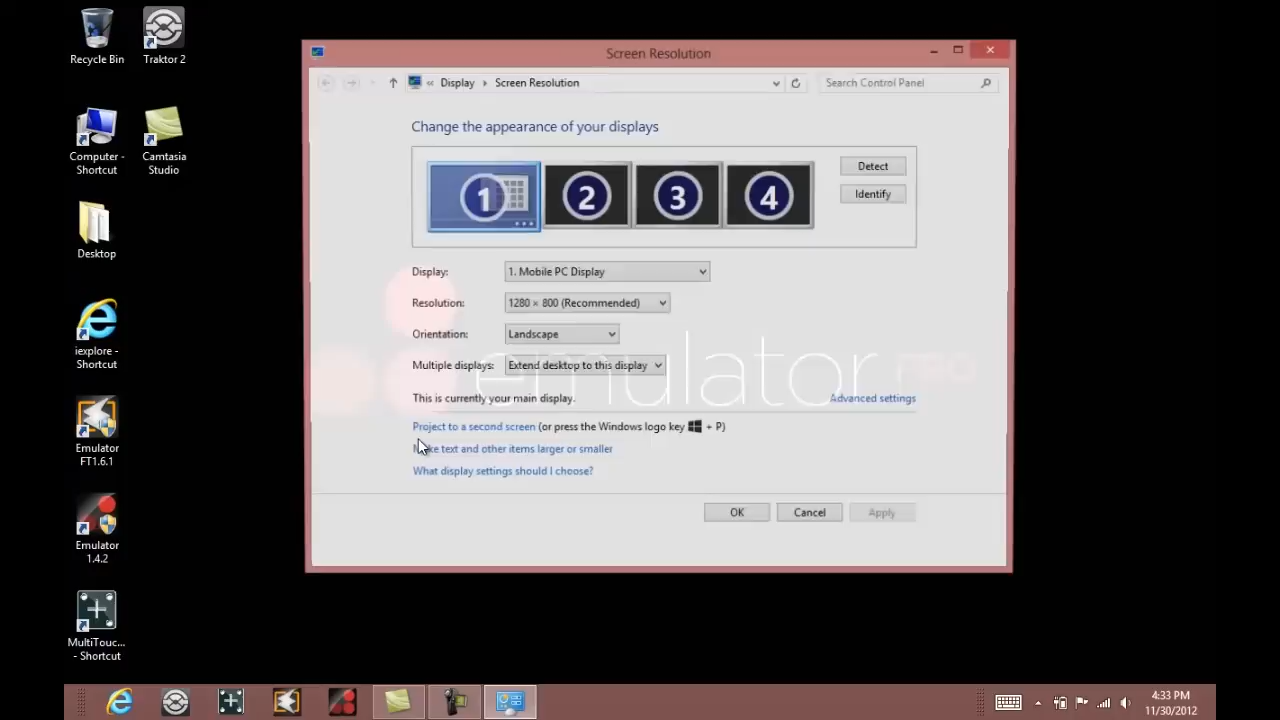 Recycle Bin
Traktor 2
Computer -
Shortcut
Camtasia
Studio
Desktop
iexplore -
Shortcut
Emulator
FT1.6.1
Emulator
1.4.2
MultiTouc...
- Shortcut
Screen Resolution
« Display Screen Resolution
Search Control Panel
Change the appearance of your displays
1 2 3 4
Detect
Identify
Display: 1. Mobile PC Display
Resolution: 1280 × 800 (Recommended)
Orientation: Landscape
Multiple displays: Extend desktop to this display
emulator PRO
This is currently your main display.
Advanced settings
Project to a second screen (or press the Windows logo key + P)
Make text and other items larger or smaller
What display settings should I choose?
OK Cancel Apply
4:33 PM
11/30/2012